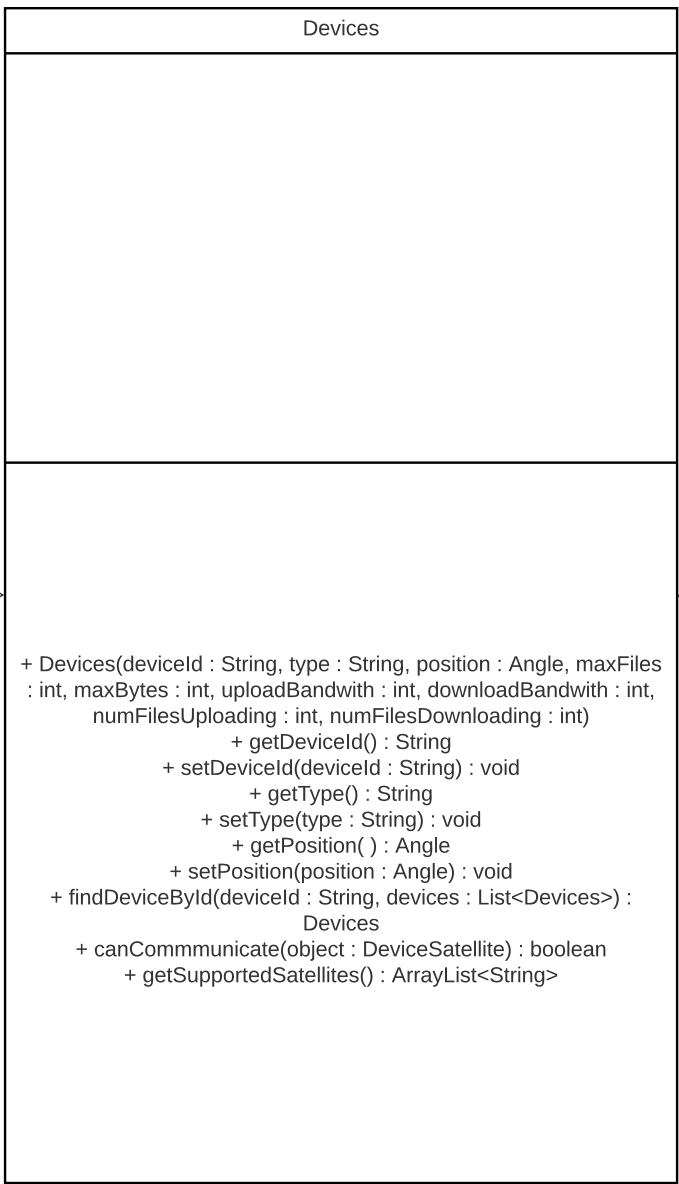 Devices
+ Devices(deviceId : String, type : String, position : Angle, maxFiles
: int, maxBytes : int, uploadBandwith : int, downloadBandwith : int,
numFilesUploading : int, numFilesDownloading : int)
+ getDeviceId() : String
+ setDeviceId(deviceId : String) : void
+ getType() : String
+ setType(type : String) : void
+ getPosition( ) : Angle
+ setPosition(position : Angle) : void
+ findDeviceById(deviceId : String, devices : List<Devices>) :
Devices
+ canCommmunicate(object : DeviceSatellite) : boolean
+ getSupportedSatellites() : ArrayList<String>